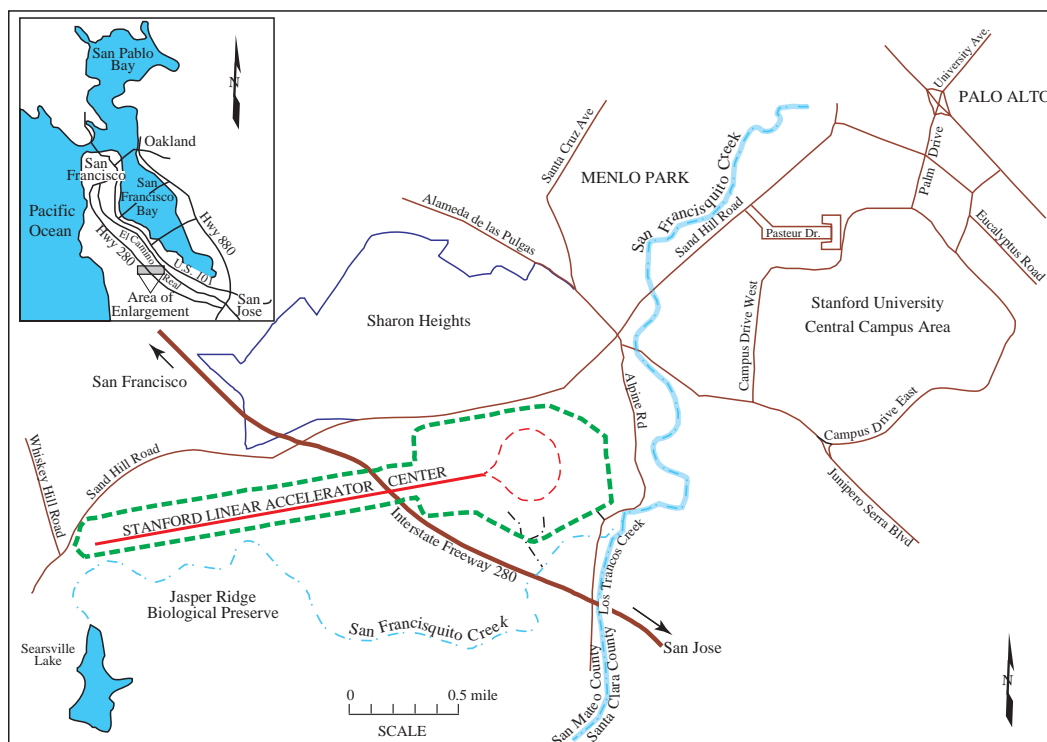 San Pablo
Bay
N
Oakland
San
Francisco
San
Francisco
Bay
Pacific
Ocean
Hwy 280
El Camino
Real
Hwy 880
U.S. 101
Area of
Enlargement
San
Jose
University Ave.
PALO ALTO
Palm Drive
Santa Cruz Ave
MENLO PARK
San Francisquito Creek
Sand Hill Road
Pasteur Dr.
Eucalyptus Road
Alameda de las Pulgas
Sharon Heights
Stanford University
Central Campus Area
Campus Drive West
San Francisco
Alpine Rd
Campus Drive East
Junipero Serra Blvd
Whiskey Hill Road
Sand Hill Road
STANFORD LINEAR ACCELERATOR CENTER
Interstate Freeway 280
Los Trancos Creek
Jasper Ridge
Biological Preserve
San Francisquito Creek
San Jose
Searsville
Lake
San Mateo County
Santa Clara County
0
0.5 mile
SCALE
N